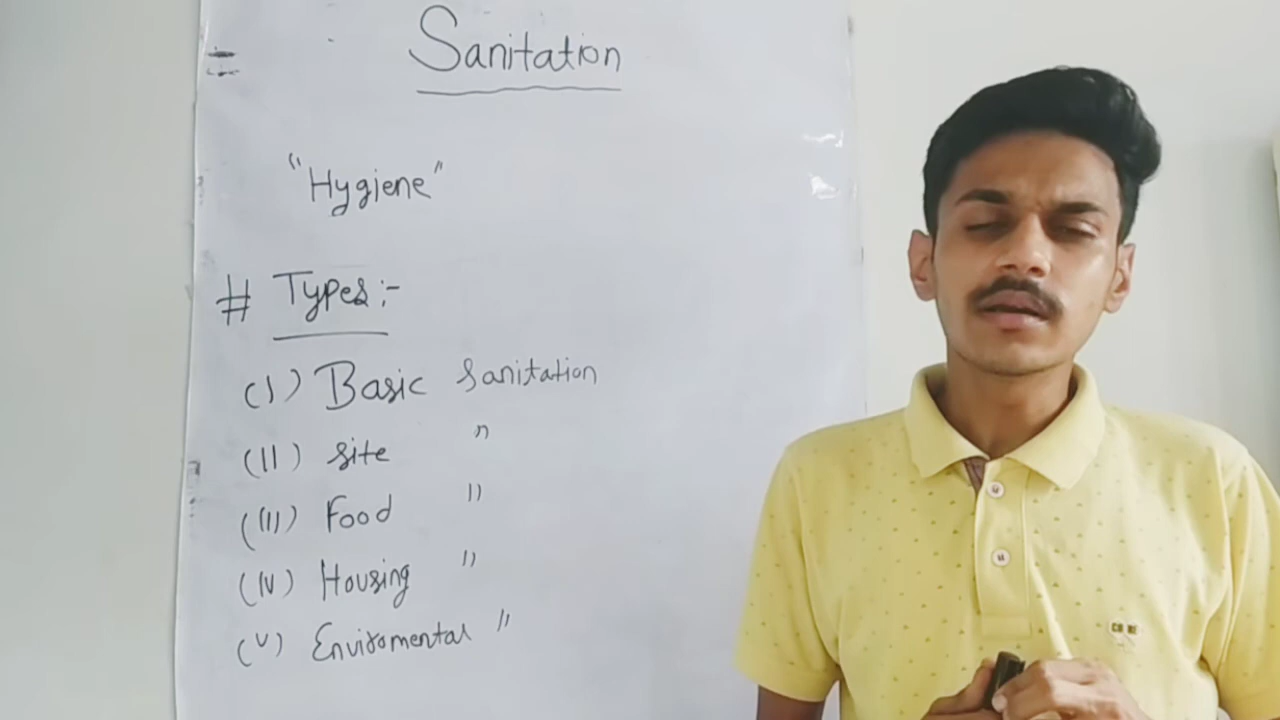 Sanitation
"Hygiene"
# Types:-
(I) Basic Sanitation
(II) Site "
(III) Food "
(IV) Housing "
(V) Enviromental "